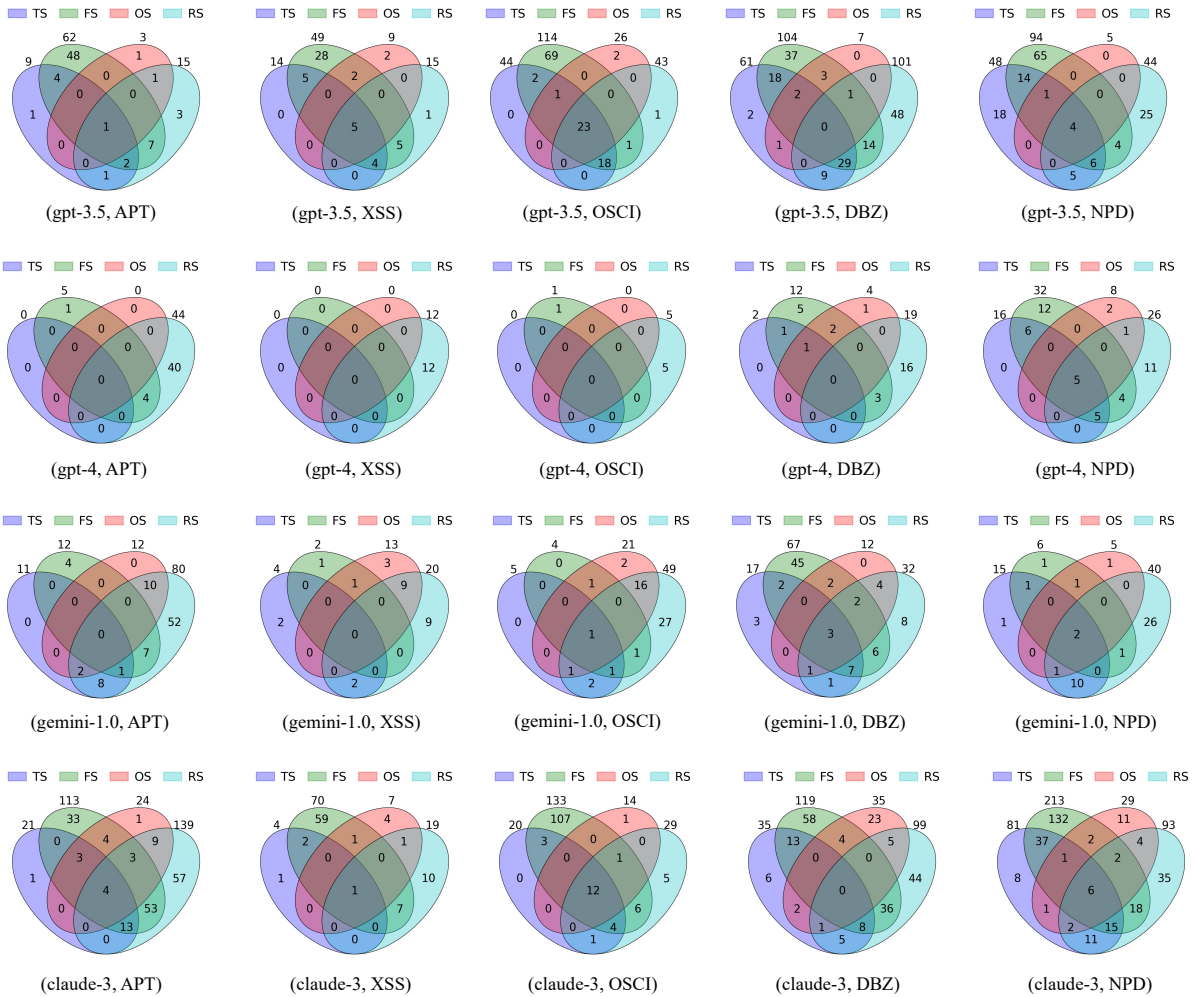 TS FS OS RS TS FS OS RS TS FS OS RS TS FS OS RS TS FS OS RS
62 3 49 9 114 26 104 7 94 5
9 48 1 15 14 28 2 15 44 69 2 43 61 37 0 101 48 65 0 44
4 0 1 5 2 0 2 0 0 18 3 0 14 0 0
0 0 0 0 1 0 2 1 1 0
1 3 0 1 0 1 2 48 18 25
1 5 23 0 4
0 7 0 5 0 1 1 14 0 4
0 2 0 4 0 18 0 29 0 6
1 0 0 9 5
(gpt-3.5, APT) (gpt-3.5, XSS) (gpt-3.5, OSCI) (gpt-3.5, DBZ) (gpt-3.5, NPD)
TS FS OS RS TS FS OS RS TS FS OS RS TS FS OS RS TS FS OS RS
5 0 0 0 1 0 12 4 32 8
0 1 0 44 0 0 0 12 0 1 0 5 2 5 1 19 16 12 2 26
0 0 0 0 0 0 0 0 0 1 2 0 6 0 1
0 0 0 0 0 0 1 0 0 0
0 40 0 12 0 5 0 16 0 11
0 0 0 0 5
0 4 0 0 0 0 0 3 0 4
0 0 0 0 0 0 0 0 0 5
0 0 0 0 0
(gpt-4, APT) (gpt-4, XSS) (gpt-4, OSCI) (gpt-4, DBZ) (gpt-4, NPD)
TS FS OS RS TS FS OS RS TS FS OS RS TS FS OS RS TS FS OS RS
12 12 2 13 4 21 67 12 6 5
11 4 0 80 4 1 3 20 5 0 2 49 17 45 0 32 15 1 1 40
0 0 10 0 1 9 0 1 16 2 2 4 1 1 0
0 0 0 0 0 0 0 2 0 0
0 52 2 9 0 27 3 8 1 26
0 0 1 3 2
0 7 0 0 0 1 0 6 0 1
2 1 0 0 1 1 1 7 1 0
8 2 2 1 10
(gemini-1.0, APT) (gemini-1.0, XSS) (gemini-1.0, OSCI) (gemini-1.0, DBZ) (gemini-1.0, NPD)
TS FS OS RS TS FS OS RS TS FS OS RS TS FS OS RS TS FS OS RS
113 24 70 7 133 14 119 35 213 29
21 33 1 139 4 59 4 19 20 107 1 29 35 58 23 99 81 132 11 93
0 4 9 2 1 1 3 0 0 13 4 5 37 2 4
3 3 0 0 0 1 0 0 1 2
1 57 1 10 0 5 6 44 8 35
4 1 12 0 6
0 53 0 7 0 6 2 36 1 18
0 13 0 0 0 4 1 8 2 15
0 0 1 5 11
(claude-3, APT) (claude-3, XSS) (claude-3, OSCI) (claude-3, DBZ) (claude-3, NPD)